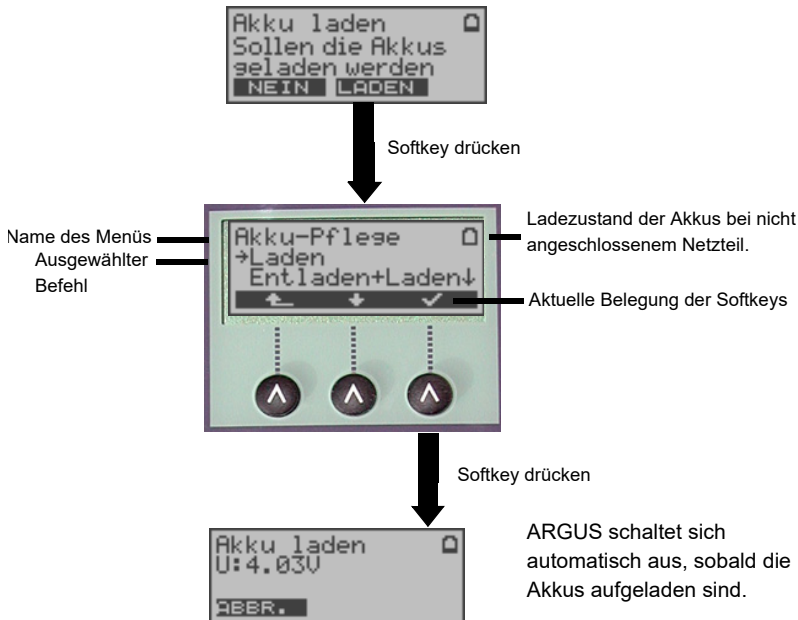 Akku laden
Sollen die Akkus
geladen werden
NEIN LADEN
Softkey drücken
Name des Menüs
Ausgewählter
Befehl
Akku-Pflege
→Laden
Entladen+Laden↓
Ladezustand der Akkus bei nicht
angeschlossenem Netzteil.
Aktuelle Belegung der Softkeys
Softkey drücken
Akku laden
U:4.03V
ABBR.
ARGUS schaltet sich
automatisch aus, sobald die
Akkus aufgeladen sind.